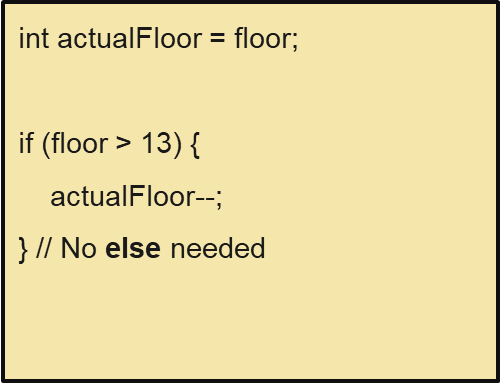 int actualFloor = floor;
if (floor > 13) {
actualFloor--;
} // No else needed